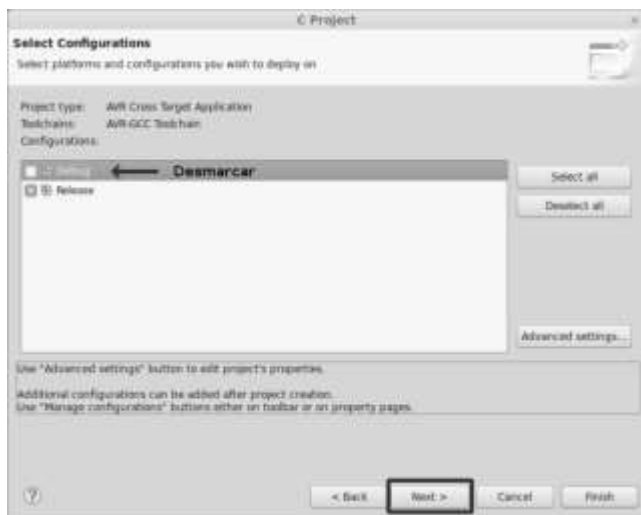 C Project
Select Configurations
Select platforms and configurations you wish to deploy on
Project type: AVR Cross Target Application
Toolchains: AVR-GCC Toolchain
Configurations:
Debug Desmarcar
Release
Select all
Deselect all
Advanced settings...
Use "Advanced settings" button to edit project's properties.
Additional configurations can be added after project creation.
Use "Manage configurations" buttons either on toolbar or on property pages.
< Back Next > Cancel Finish